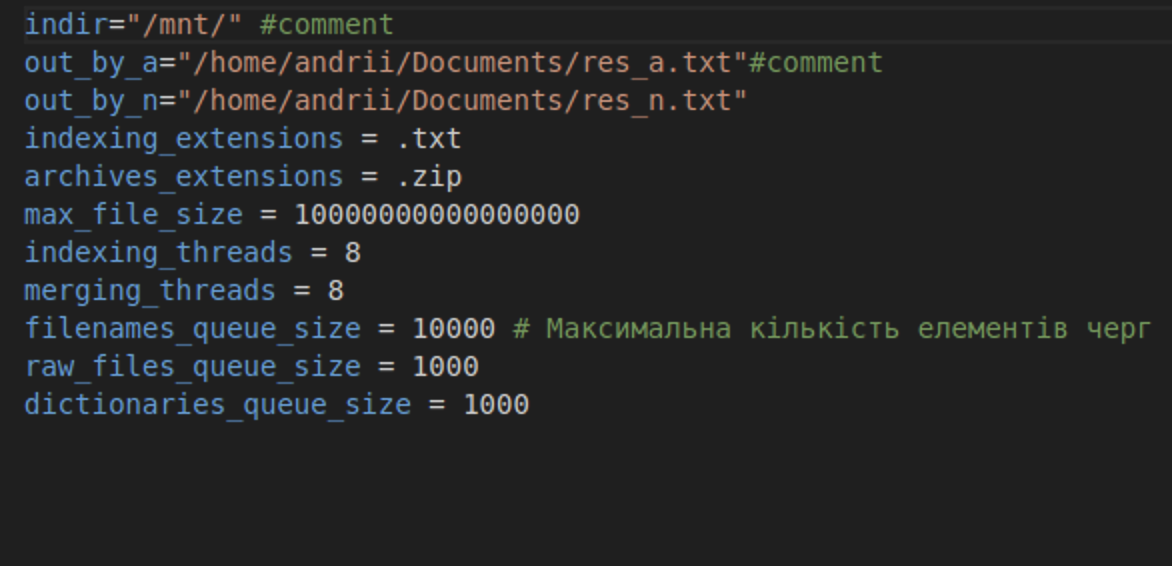 indir="/mnt/" #comment
out_by_a="/home/andrii/Documents/res_a.txt"#comment
out_by_n="/home/andrii/Documents/res_n.txt"
indexing_extensions = .txt
archives_extensions = .zip
max_file_size = 10000000000000000
indexing_threads = 8
merging_threads = 8
filenames_queue_size = 10000 # Максимальна кількість елементів черг
raw_files_queue_size = 1000
dictionaries_queue_size = 1000